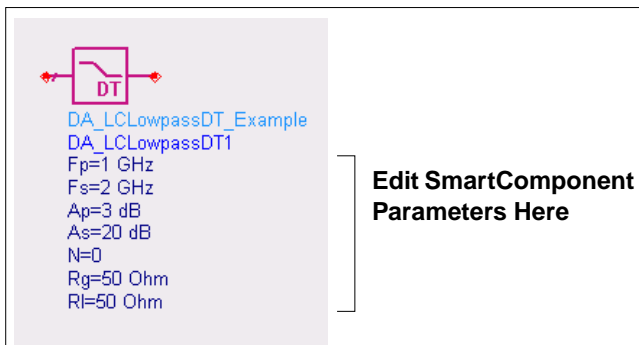 DT
DA_LCLowpassDT_Example
DA_LCLowpassDT1
Fp=1 GHz
Fs=2 GHz
Ap=3 dB
As=20 dB
N=0
Rg=50 Ohm
Rl=50 Ohm
Edit SmartComponent
Parameters Here